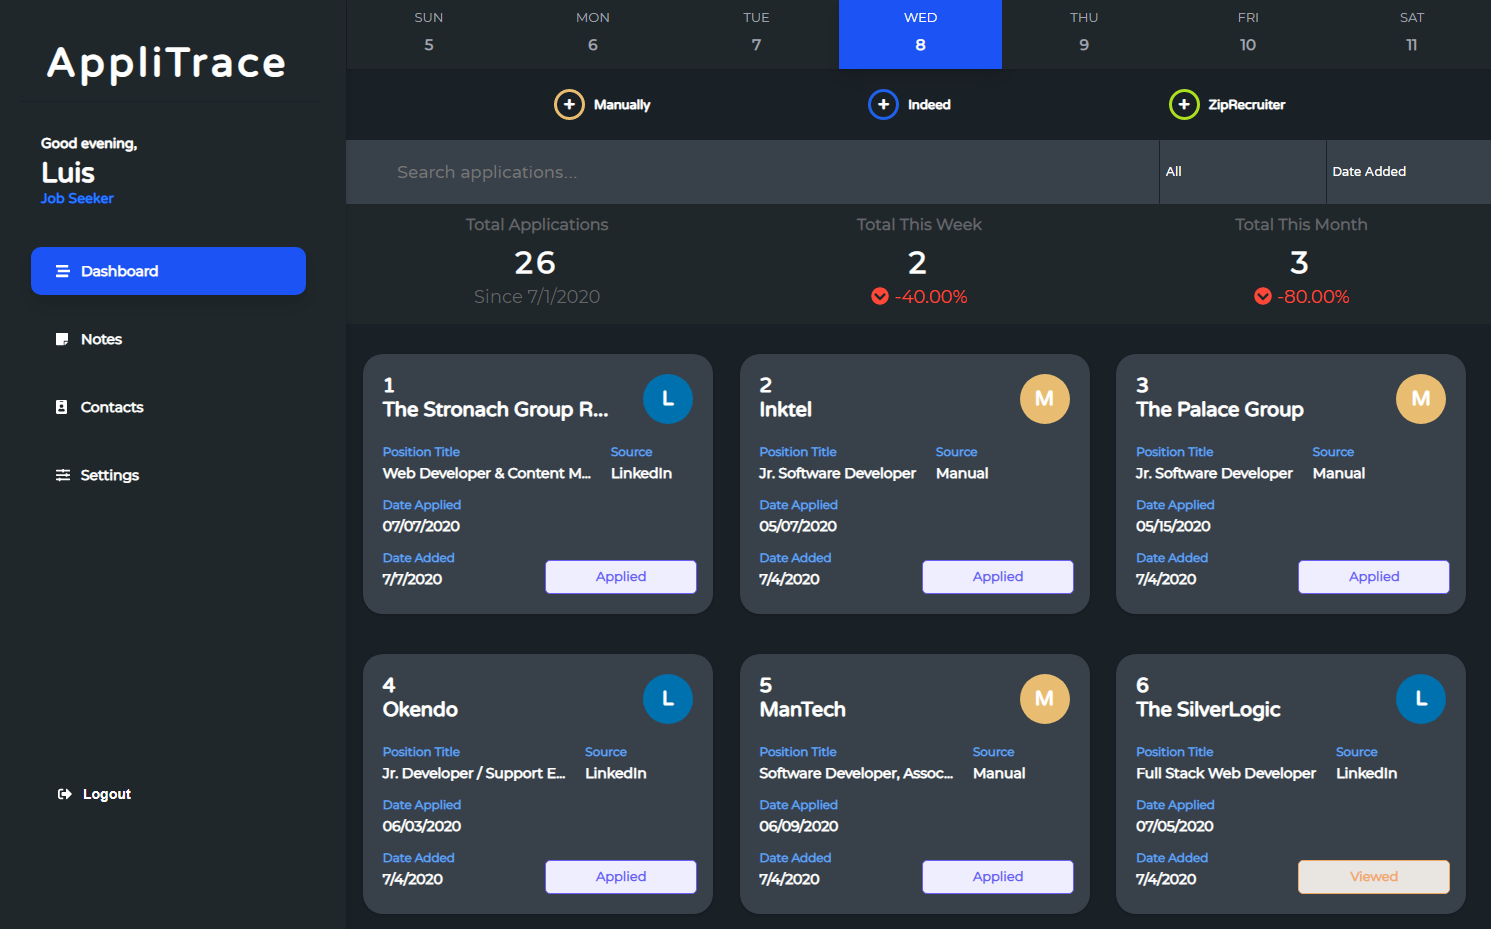 AppliTrace
Good evening,
Luis
Job Seeker
Dashboard
Notes
Contacts
Settings
Logout
SUN MON TUE WED THU FRI SAT
5 6 7 8 9 10 11
Manually Indeed ZipRecruiter
Search applications... All Date Added
Total Applications Total This Week Total This Month
26 2 3
Since 7/1/2020 -40.00% -80.00%
1
The Stronach Group R...
L
Position Title Source
Web Developer & Content M... LinkedIn
Date Applied
07/07/2020
Date Added
7/7/2020
Applied
2
Inktel
M
Position Title Source
Jr. Software Developer Manual
Date Applied
05/07/2020
Date Added
7/4/2020
Applied
3
The Palace Group
M
Position Title Source
Jr. Software Developer Manual
Date Applied
05/15/2020
Date Added
7/4/2020
Applied
4
Okendo
L
Position Title Source
Jr. Developer / Support E... LinkedIn
Date Applied
06/03/2020
Date Added
7/4/2020
Applied
5
ManTech
M
Position Title Source
Software Developer, Assoc... Manual
Date Applied
06/09/2020
Date Added
7/4/2020
Applied
6
The SilverLogic
L
Position Title Source
Full Stack Web Developer LinkedIn
Date Applied
07/05/2020
Date Added
7/4/2020
Viewed